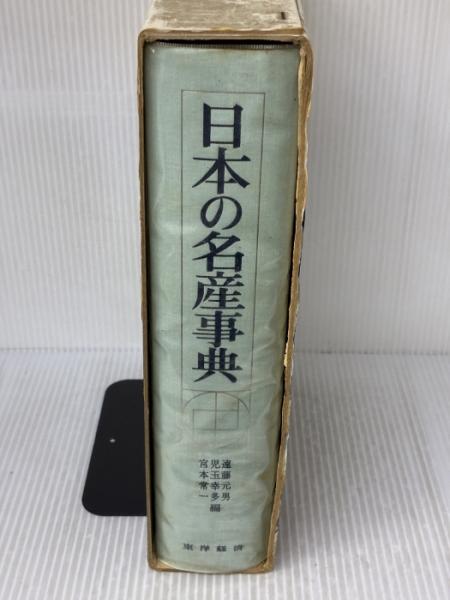 日本の名産事典
遠藤元男
児玉幸多編
宮本常一
東洋経済